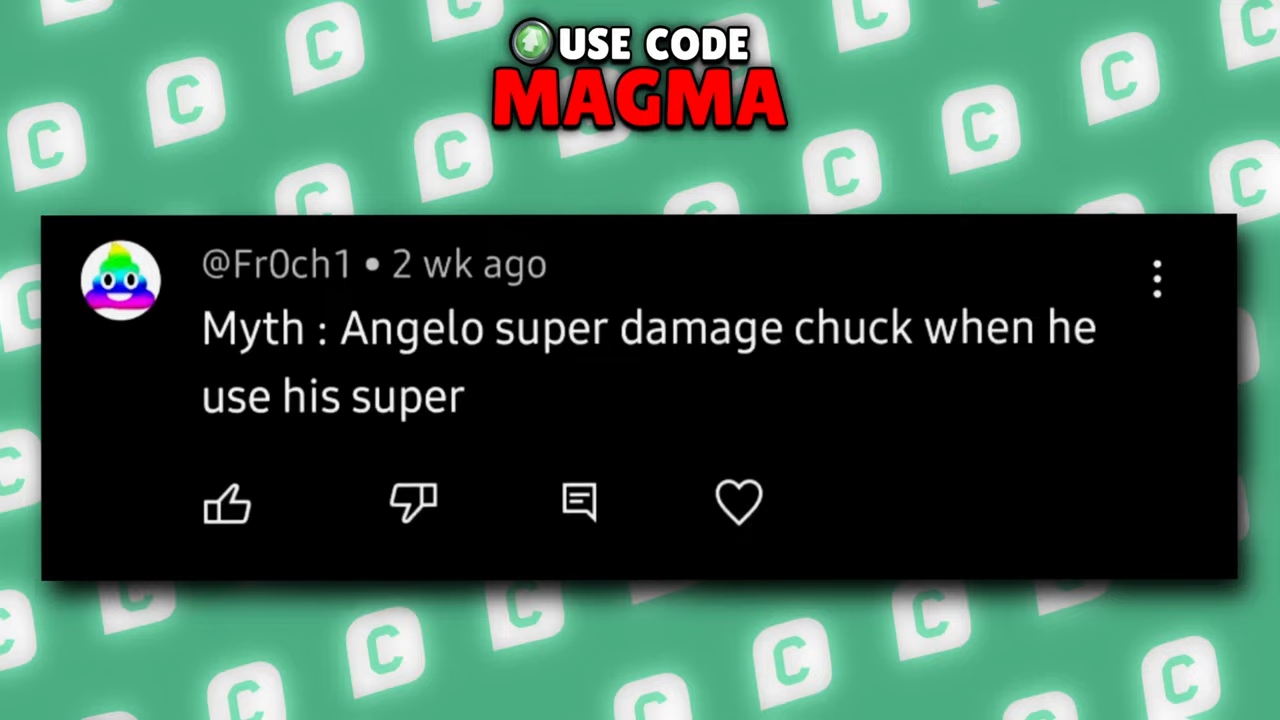 USE CODE
MAGMA
@Fr0ch1 • 2 wk ago
Myth : Angelo super damage chuck when he
use his super